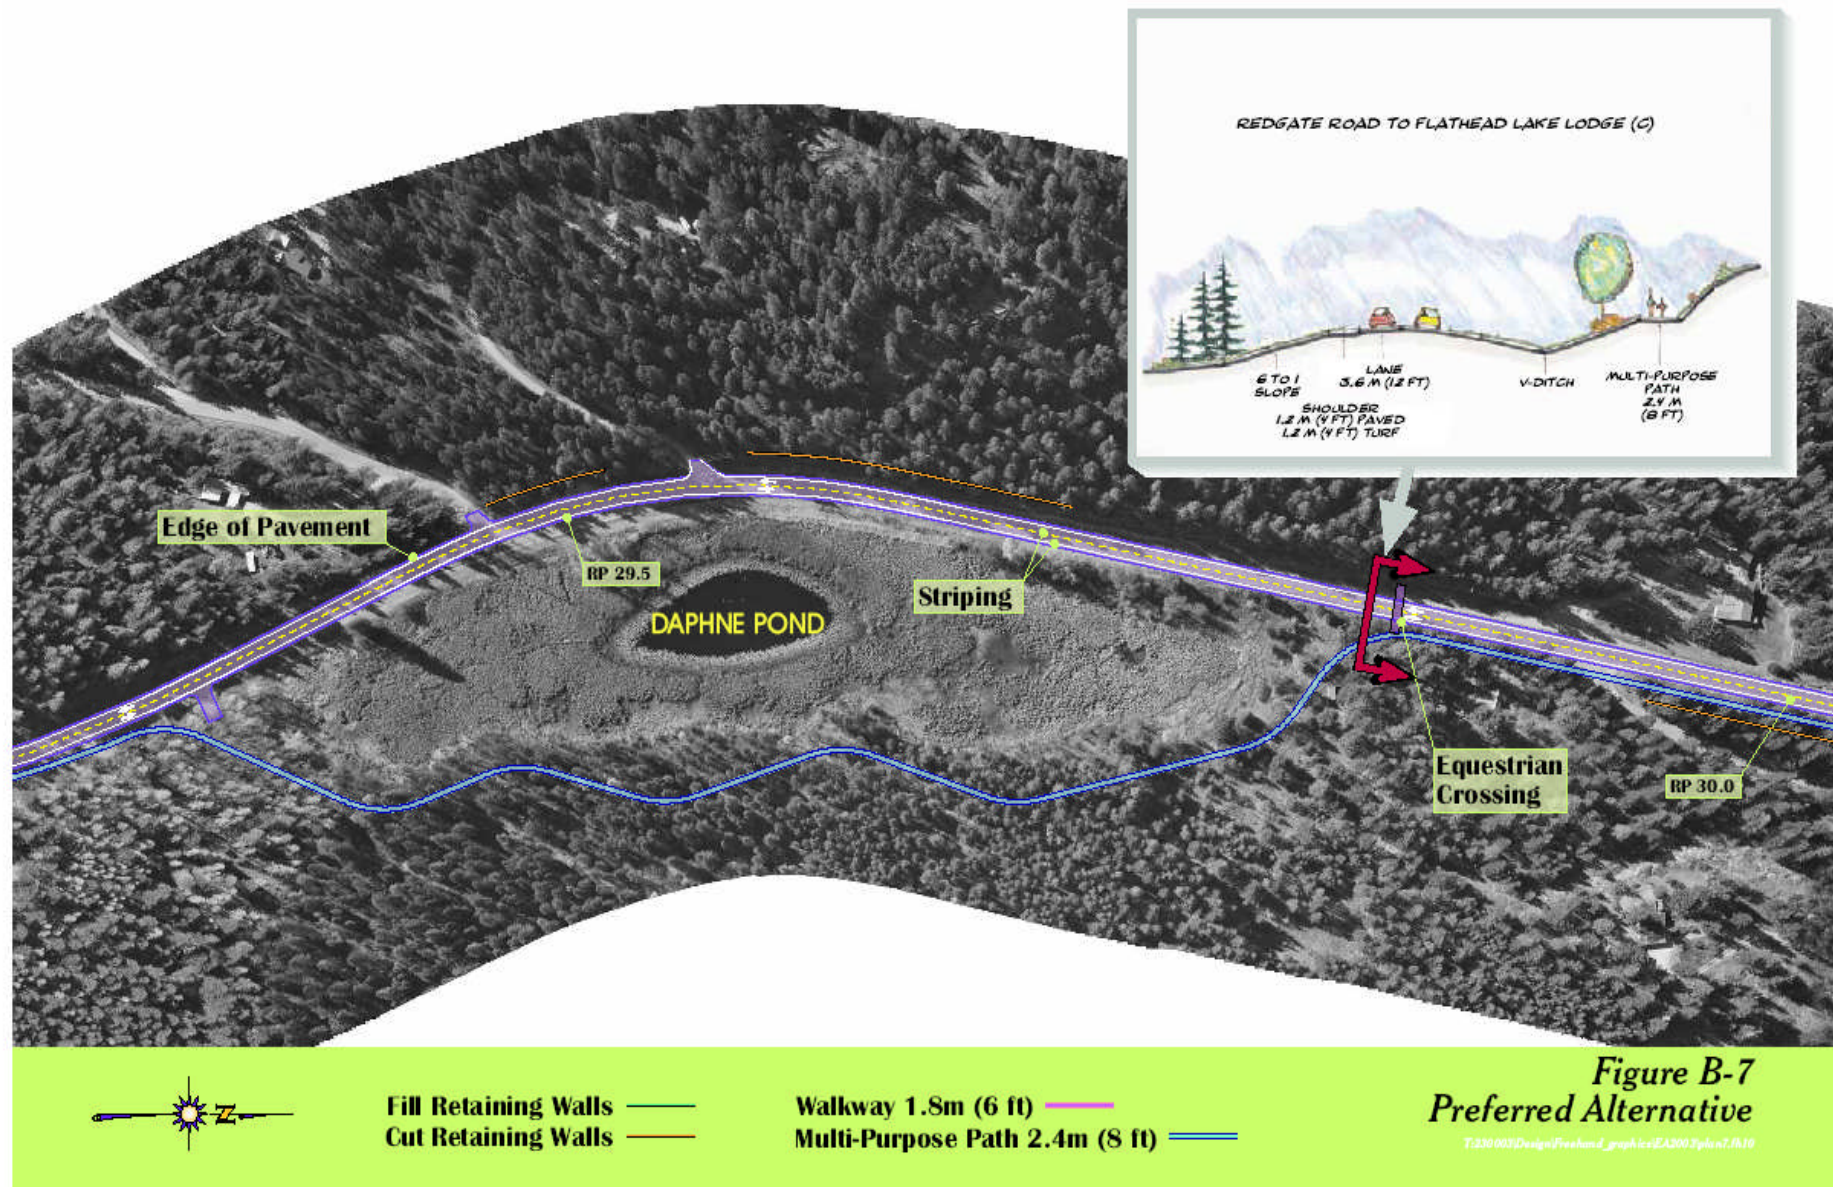 REDGATE ROAD TO FLATHEAD LAKE LODGE (C)
6 TO 1
SLOPE
LANE
3.6 M (12 FT)
SHOULDER
1.2 M (4 FT) PAVED
1.2 M (4 FT) TURF
V-DITCH
MULTI-PURPOSE
PATH
2.4 M
(8 FT)
Edge of Pavement
RP 29.5
DAPHNE POND
Striping
Equestrian
Crossing
RP 30.0
Z
Fill Retaining Walls
Cut Retaining Walls
Walkway 1.8m (6 ft)
Multi-Purpose Path 2.4m (8 ft)
Figure B-7
Preferred Alternative